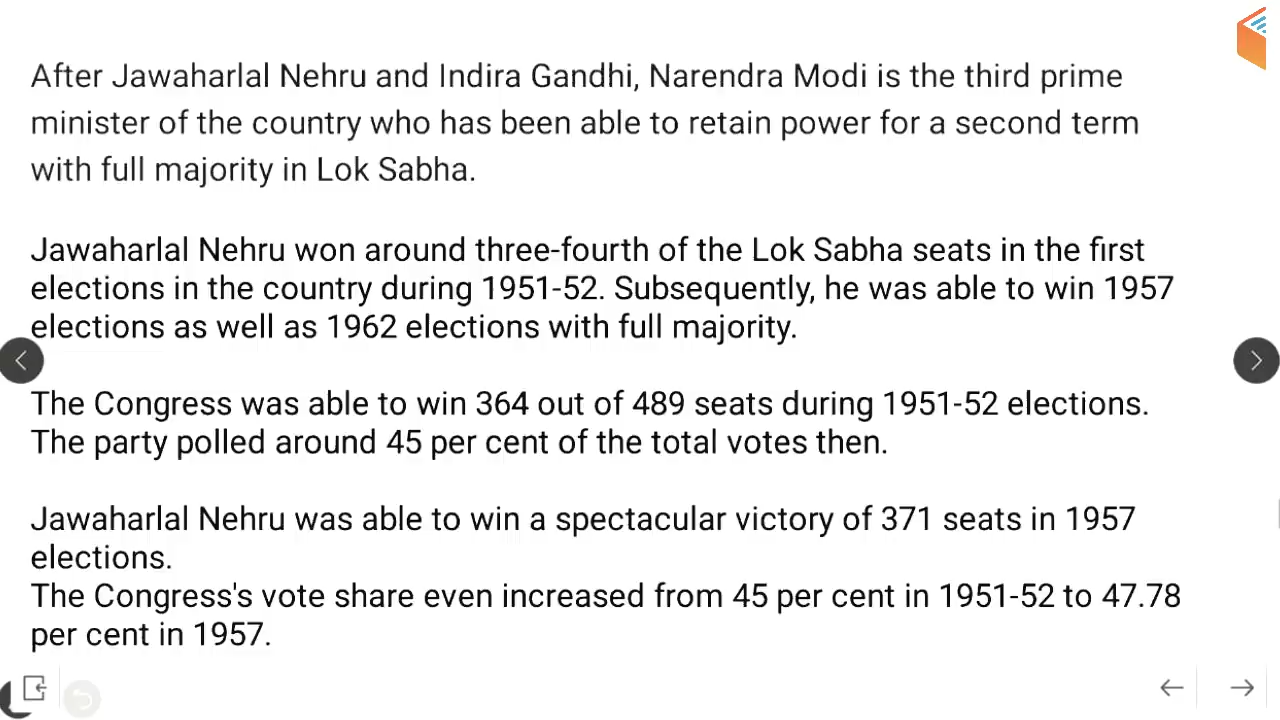 After Jawaharlal Nehru and Indira Gandhi, Narendra Modi is the third prime
minister of the country who has been able to retain power for a second term
with full majority in Lok Sabha.
Jawaharlal Nehru won around three-fourth of the Lok Sabha seats in the first
elections in the country during 1951-52. Subsequently, he was able to win 1957
elections as well as 1962 elections with full majority.
The Congress was able to win 364 out of 489 seats during 1951-52 elections.
The party polled around 45 per cent of the total votes then.
Jawaharlal Nehru was able to win a spectacular victory of 371 seats in 1957
elections.
The Congress's vote share even increased from 45 per cent in 1951-52 to 47.78
per cent in 1957.